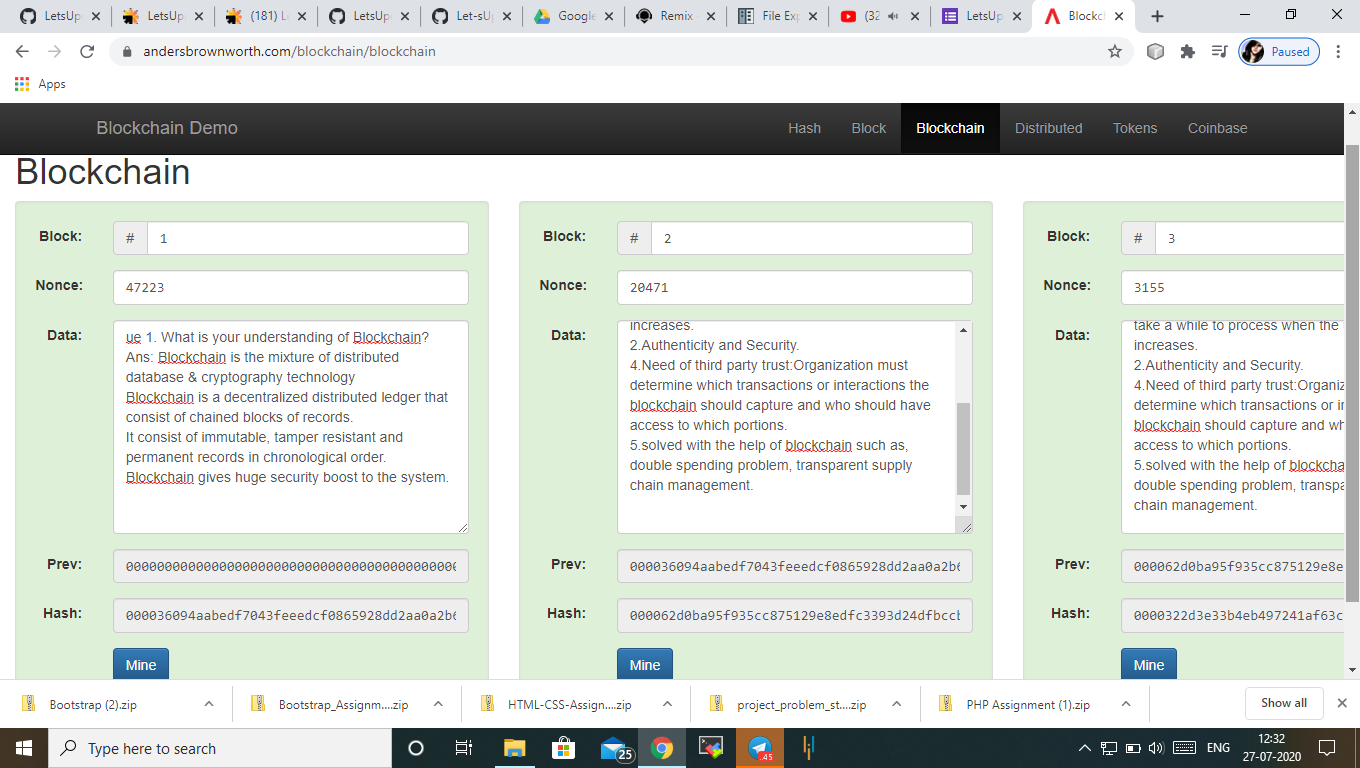 LetsUp
LetsUp
(181) L
LetsUp
Let-sUp
Google
Remix
File Exp
(32
LetsUp
Blockch
andersbrownworth.com/blockchain/blockchain
Paused
Apps
Blockchain Demo
Hash
Block
Blockchain
Distributed
Tokens
Coinbase
Blockchain
Block:
# 1
Nonce:
47223
Data:
ue 1. What is your understanding of Blockchain?
Ans: Blockchain is the mixture of distributed
database & cryptography technology
Blockchain is a decentralized distributed ledger that
consist of chained blocks of records.
It consist of immutable, tamper resistant and
permanent records in chronological order.
Blockchain gives huge security boost to the system.
Prev:
0000000000000000000000000000000000000000000
Hash:
000036094aabedf7043feeedcf0865928dd2aa0a2b6
Mine
Block:
# 2
Nonce:
20471
Data:
increases.
2.Authenticity and Security.
4.Need of third party trust:Organization must
determine which transactions or interactions the
blockchain should capture and who should have
access to which portions.
5.solved with the help of blockchain such as,
double spending problem, transparent supply
chain management.
Prev:
000036094aabedf7043feeedcf0865928dd2aa0a2b6
Hash:
000062d0ba95f935cc875129e8edfc3393d24dfbccb
Mine
Block:
# 3
Nonce:
3155
Data:
take a while to process when the
increases.
2.Authenticity and Security.
4.Need of third party trust:Organiz
determine which transactions or in
blockchain should capture and wh
access to which portions.
5.solved with the help of blockcha
double spending problem, transpa
chain management.
Prev:
000062d0ba95f935cc875129e8e
Hash:
0000322d3e33b4eb497241af63c
Mine
Bootstrap (2).zip
Bootstrap_Assignm....zip
HTML-CSS-Assign....zip
project_problem_st....zip
PHP Assignment (1).zip
Show all
Type here to search
25
.45
ENG
12:32
27-07-2020